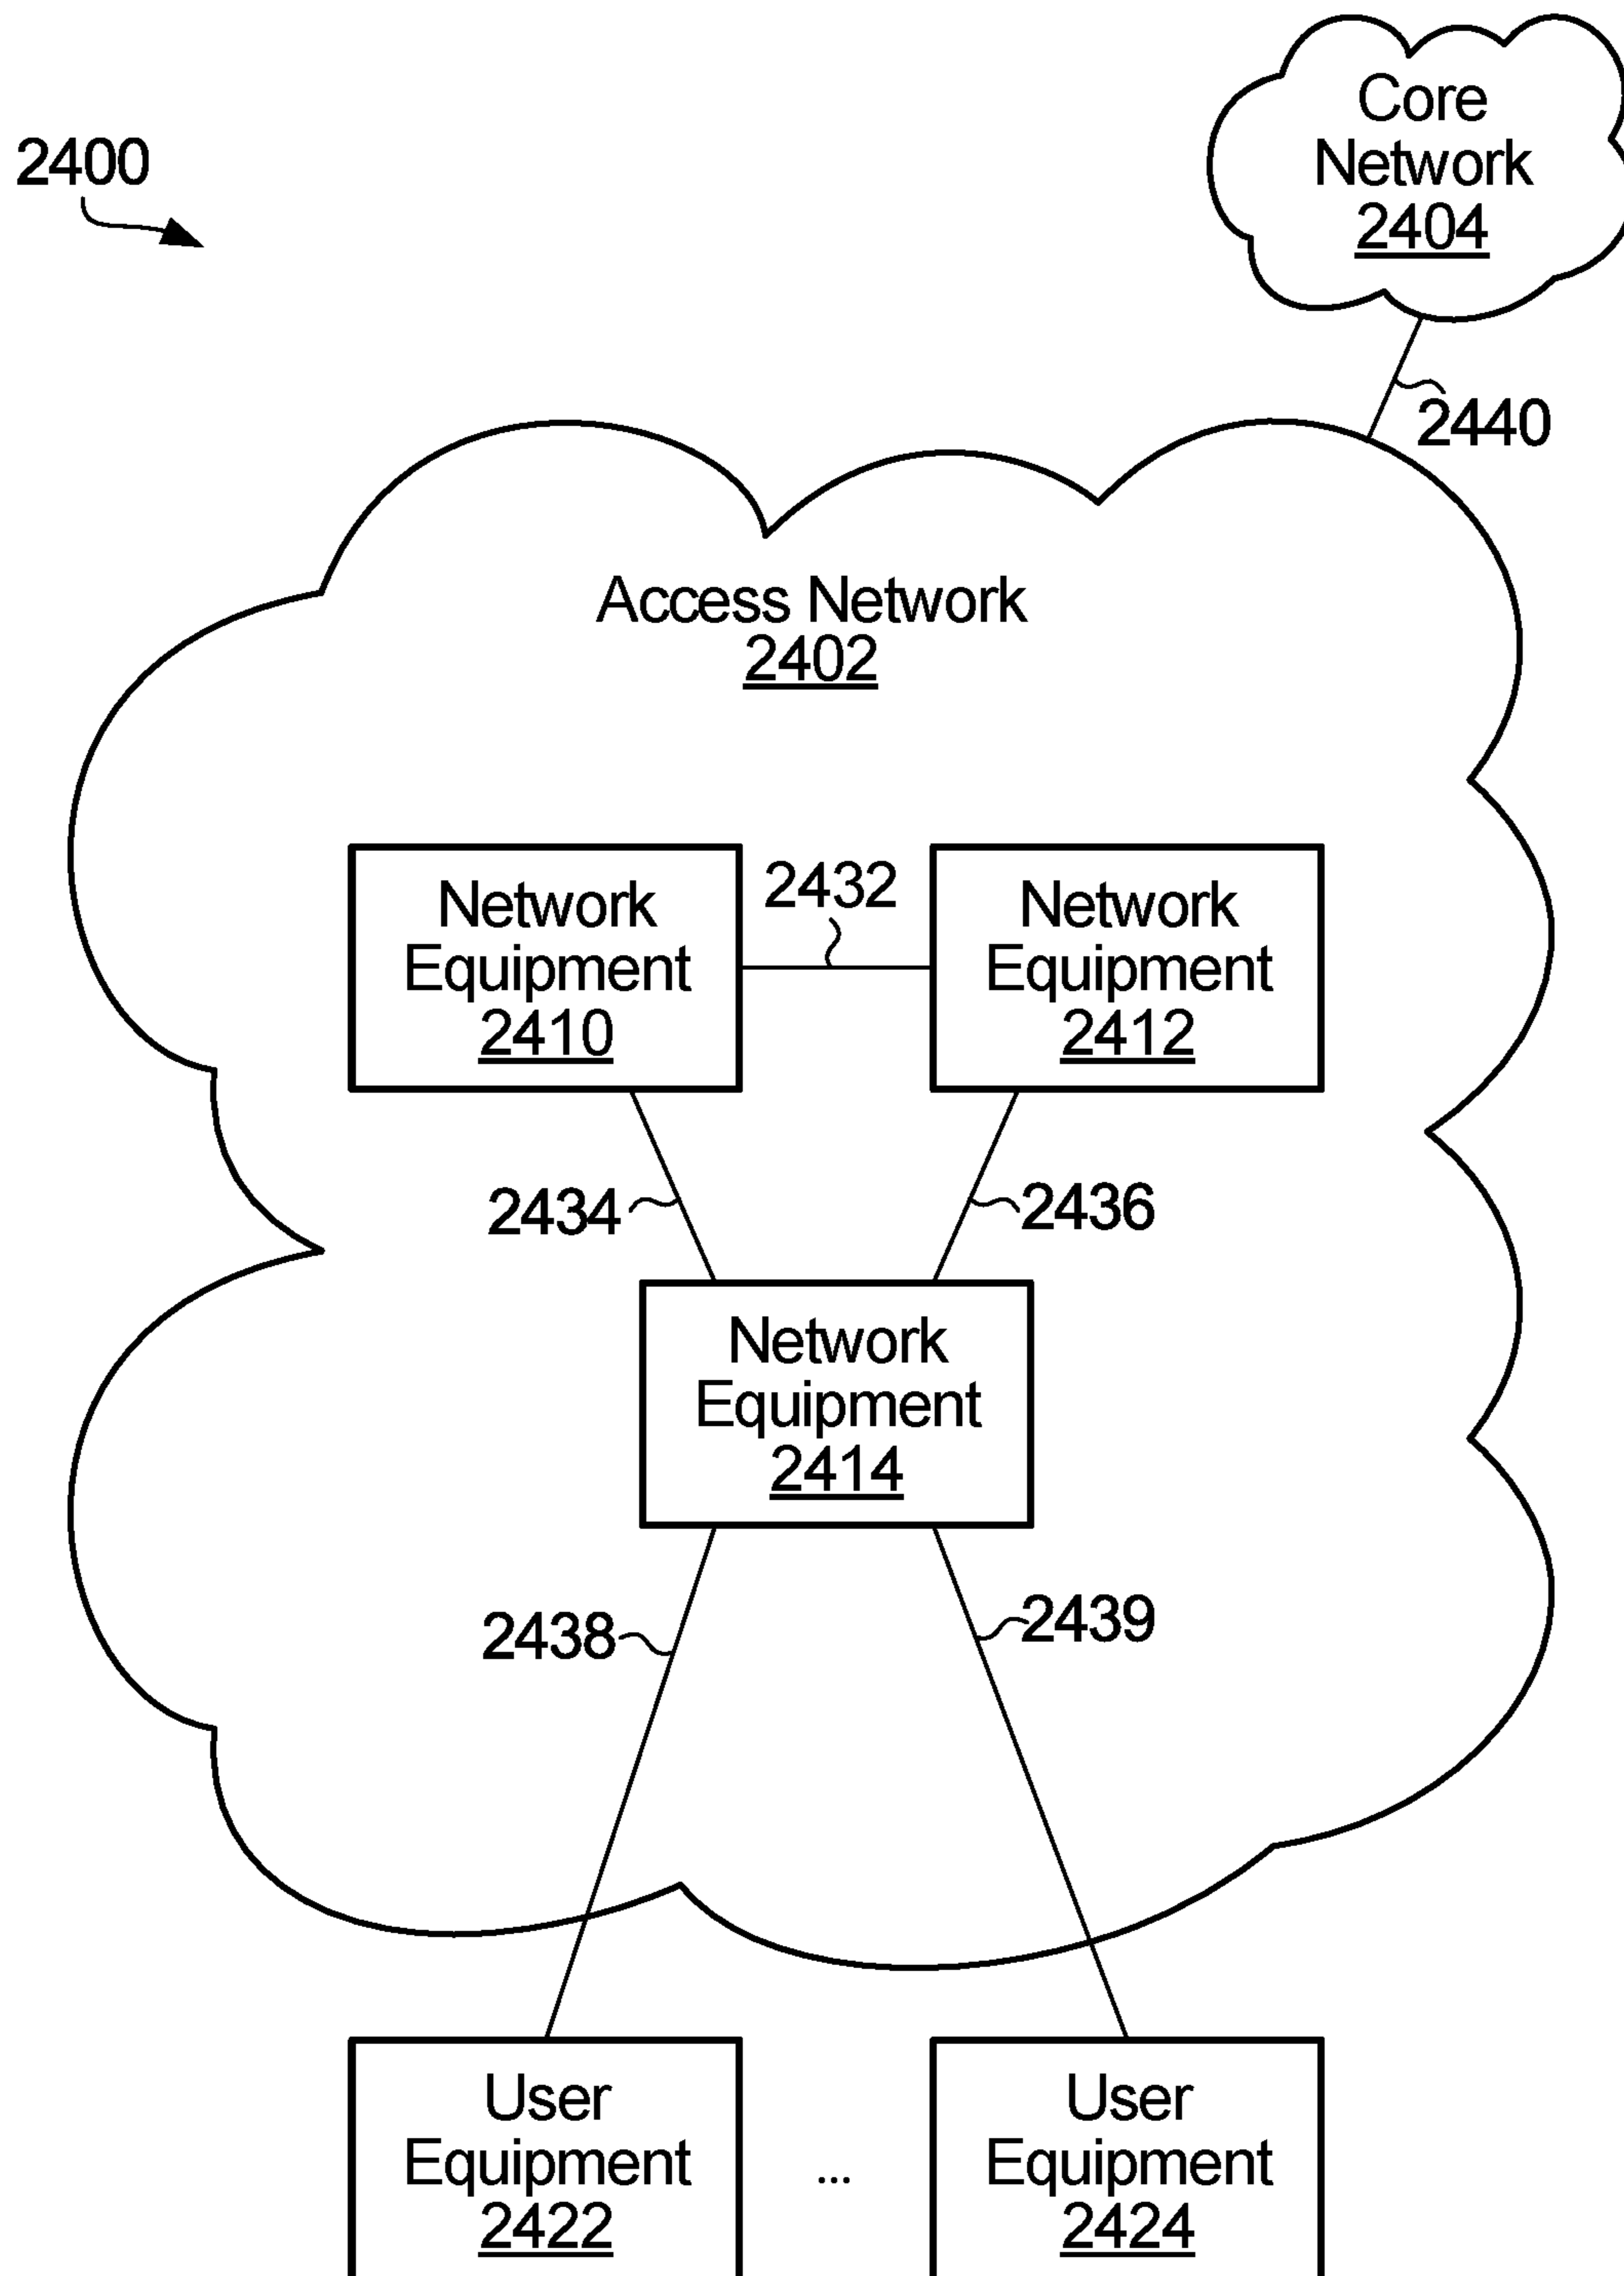 Core
Network
2404
2400
2440
Access Network
2402
Network
Equipment
2410
2432
Network
Equipment
2412
2434
2436
Network
Equipment
2414
2438
2439
User
Equipment
2422
...
User
Equipment
2424